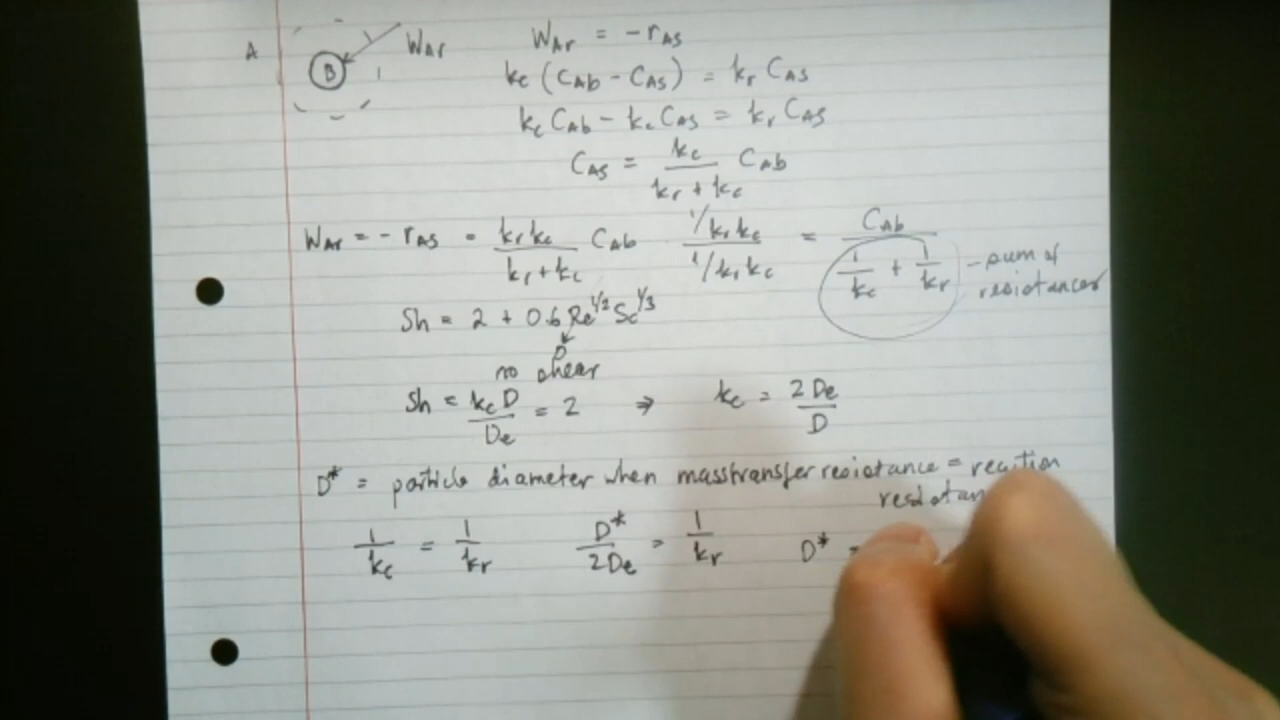 A B WAr WAr = -rAs
kc (CAb - CAs) = kr CAs
kc CAb - kc CAs = kr CAs
CAs = kc / (kr + kc) CAb
WAr = - rAs = kr kc / (kr + kc) CAb (1/kr kc) / (1/kr kc) = CAb / (1/kc + 1/kr) - sum of
resistances
Sh = 2 + 0.6 Re^1/2 Sc^1/3
0
no shear
Sh = kc D / De = 2 ⇒ kc = 2 De / D
D* = particle diameter when mass transfer resistance = reaction
1/kc = 1/kr D* / 2De = 1/kr D* =